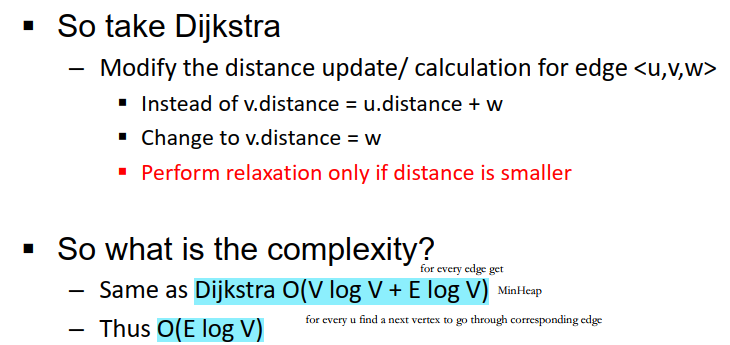 ▪ So take Dijkstra
– Modify the distance update/ calculation for edge <u,v,w>
▪ Instead of v.distance = u.distance + w
▪ Change to v.distance = w
▪ Perform relaxation only if distance is smaller
▪ So what is the complexity?
for every edge get
– Same as Dijkstra O(V log V + E log V) MinHeap
– Thus O(E log V) for every u find a next vertex to go through corresponding edge